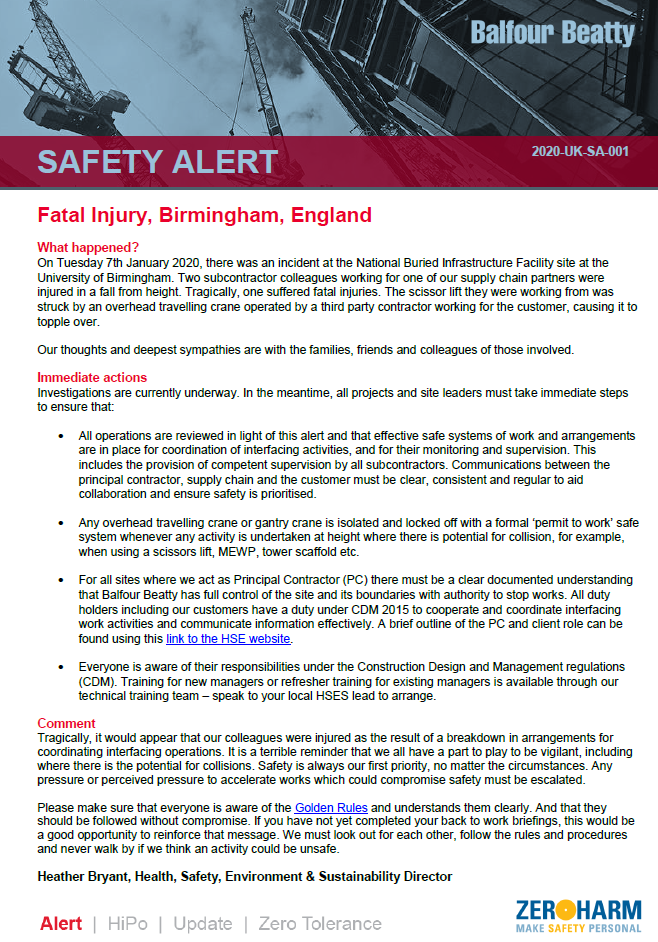 Balfour Beatty
SAFETY ALERT
2020-UK-SA-001
Fatal Injury, Birmingham, England
What happened?
On Tuesday 7th January 2020, there was an incident at the National Buried Infrastructure Facility site at the
University of Birmingham. Two subcontractor colleagues working for one of our supply chain partners were
injured in a fall from height. Tragically, one suffered fatal injuries. The scissor lift they were working from was
struck by an overhead travelling crane operated by a third party contractor working for the customer, causing it to
topple over.
Our thoughts and deepest sympathies are with the families, friends and colleagues of those involved.
Immediate actions
Investigations are currently underway. In the meantime, all projects and site leaders must take immediate steps
to ensure that:
• All operations are reviewed in light of this alert and that effective safe systems of work and arrangements
are in place for coordination of interfacing activities, and for their monitoring and supervision. This
includes the provision of competent supervision by all subcontractors. Communications between the
principal contractor, supply chain and the customer must be clear, consistent and regular to aid
collaboration and ensure safety is prioritised.
• Any overhead travelling crane or gantry crane is isolated and locked off with a formal ‘permit to work’ safe
system whenever any activity is undertaken at height where there is potential for collision, for example,
when using a scissors lift, MEWP, tower scaffold etc.
• For all sites where we act as Principal Contractor (PC) there must be a clear documented understanding
that Balfour Beatty has full control of the site and its boundaries with authority to stop works. All duty
holders including our customers have a duty under CDM 2015 to cooperate and coordinate interfacing
work activities and communicate information effectively. A brief outline of the PC and client role can be
found using this link to the HSE website.
• Everyone is aware of their responsibilities under the Construction Design and Management regulations
(CDM). Training for new managers or refresher training for existing managers is available through our
technical training team – speak to your local HSES lead to arrange.
Comment
Tragically, it would appear that our colleagues were injured as the result of a breakdown in arrangements for
coordinating interfacing operations. It is a terrible reminder that we all have a part to play to be vigilant, including
where there is the potential for collisions. Safety is always our first priority, no matter the circumstances. Any
pressure or perceived pressure to accelerate works which could compromise safety must be escalated.
Please make sure that everyone is aware of the Golden Rules and understands them clearly. And that they
should be followed without compromise. If you have not yet completed your back to work briefings, this would be
a good opportunity to reinforce that message. We must look out for each other, follow the rules and procedures
and never walk by if we think an activity could be unsafe.
Heather Bryant, Health, Safety, Environment & Sustainability Director
Alert | HiPo | Update | Zero Tolerance
ZEROHARM
MAKE SAFETY PERSONAL